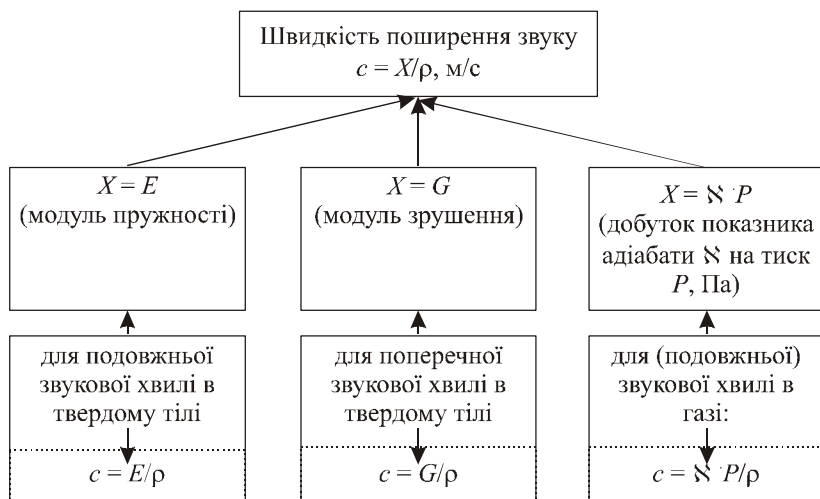 Швидкість поширення звуку
c = X/ρ, м/с
X = E
(модуль пружності)
X = G
(модуль зрушення)
X = ℵ · P
(добуток показника
адіабати ℵ на тиск
P, Па)
для подовжньої
звукової хвилі в
твердому тілі
c = E/ρ
для поперечної
звукової хвилі в
твердому тілі
c = G/ρ
для (подовжньої)
звукової хвилі в
газі:
c = ℵ · P/ρ